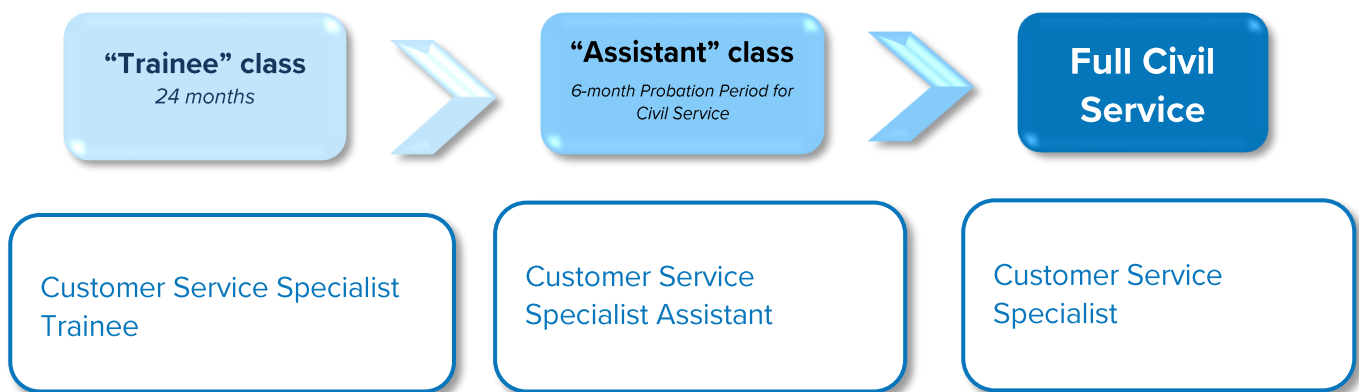 “Trainee” class
24 months
“Assistant” class
6-month Probation Period for
Civil Service
Full Civil
Service
Customer Service Specialist
Trainee
Customer Service
Specialist Assistant
Customer Service
Specialist